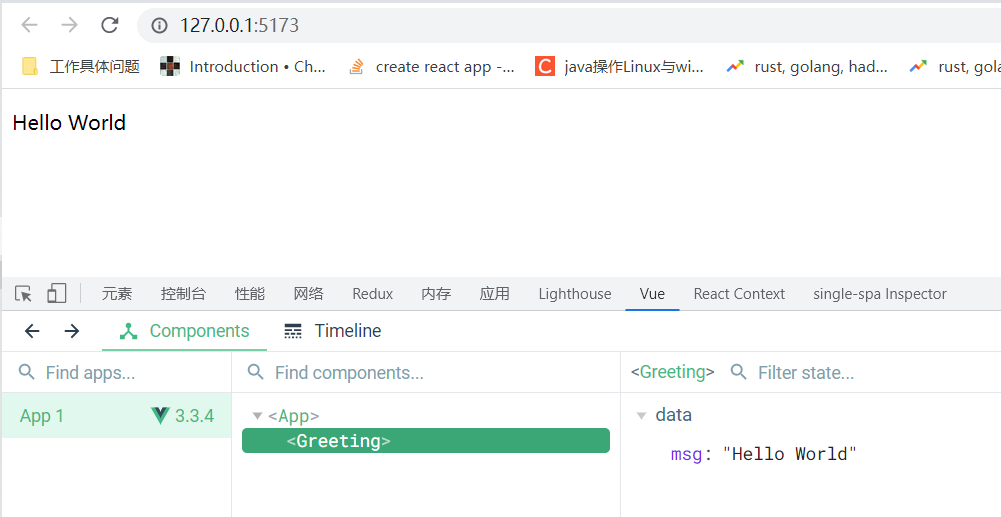 127.0.0.1:5173
工作具体问题 Introduction • Ch... create react app -... java操作Linux与wi... rust, golang, had... rust, gola
Hello World
元素 控制台 性能 网络 Redux 内存 应用 Lighthouse Vue React Context single-spa Inspector
Components Timeline
Find apps... Find components... <Greeting> Filter state...
App 1 3.3.4 <App> data
<Greeting>
msg: "Hello World"